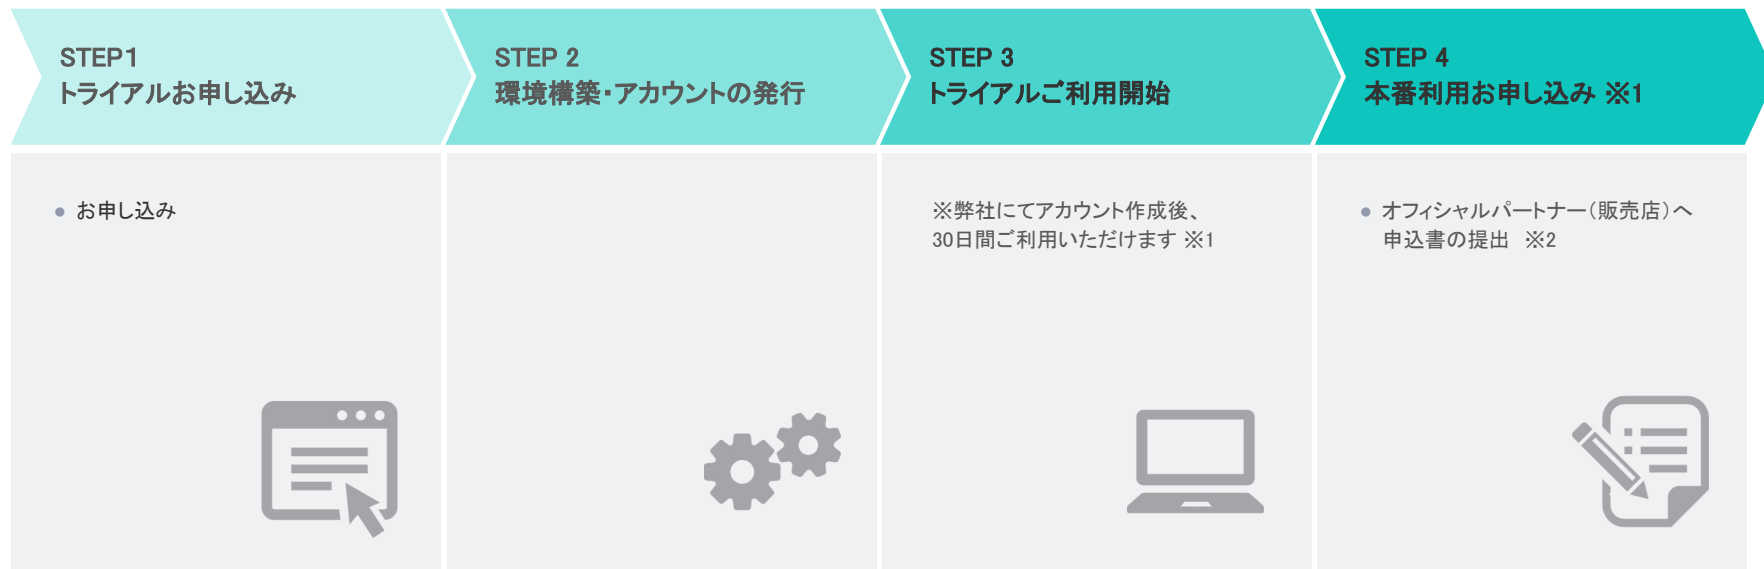 STEP1
トライアルお申し込み
STEP 2
環境構築・アカウントの発行
STEP 3
トライアルご利用開始
STEP 4
本番利用お申し込み ※1
お申し込み
※弊社にてアカウント作成後、
30日間ご利用いただけます ※1
オフィシャルパートナー（販売店）へ
申込書の提出　※2